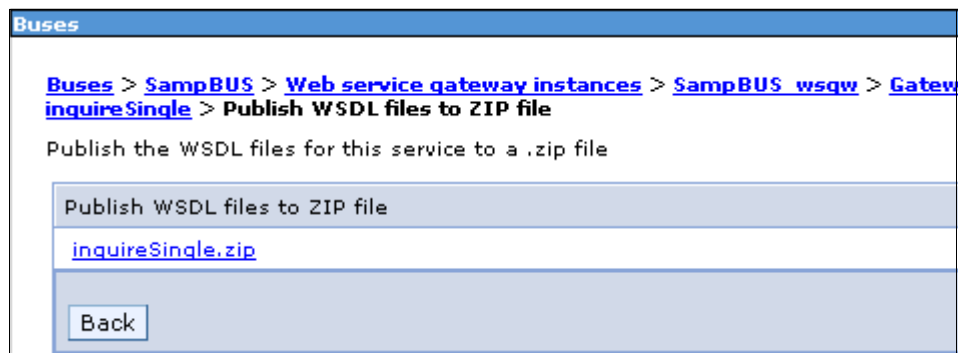 Buses
Buses > SampBUS > Web service gateway instances > SampBUS_wsgw > Gatew
inquireSingle > Publish WSDL files to ZIP file
Publish the WSDL files for this service to a .zip file
Publish WSDL files to ZIP file
inquireSingle.zip
Back